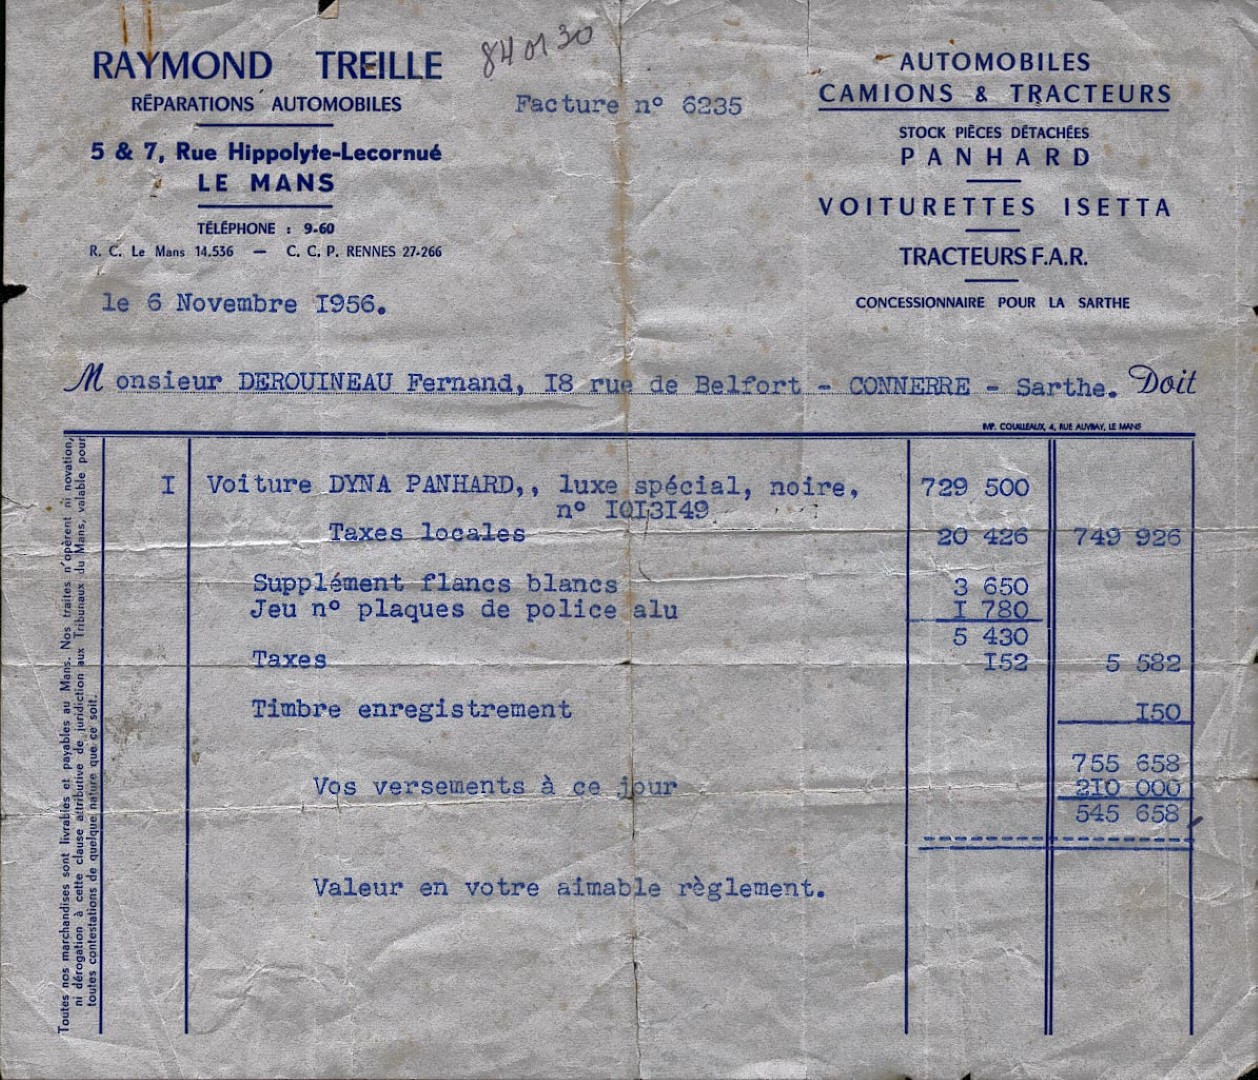 RAYMOND TREILLE
RÉPARATIONS AUTOMOBILES
5 & 7, Rue Hippolyte-Lecornué
LE MANS
TÉLÉPHONE : 9-60
R. C. Le Mans 14.536 — C. C. P. RENNES 27-266
le 6 Novembre I956.
840130
Facture n° 6235
AUTOMOBILES
CAMIONS & TRACTEURS
STOCK PIÈCES DÉTACHÉES
PANHARD
VOITURETTES ISETTA
TRACTEURS F.A.R.
CONCESSIONNAIRE POUR LA SARTHE
Monsieur DEROUINEAU Fernand, I8 rue de Belfort - CONNERRE - Sarthe. Doit
IMP. COUILLEAUX, 4, RUE AUVRAY, LE MANS
I Voiture DYNA PANHARD,, luxe spécial, noire, 729 500
n° IOI3I49
Taxes locales 20 426 749 926
Supplément flancs blancs 3 650
Jeu n° plaques de police alu I 780
5 430
Taxes I52 5 582
Timbre enregistrement I50
755 658
Vos versements à ce jour 2I0 000
545 658
Valeur en votre aimable règlement.
Toutes nos marchandises sont livrables et payables au Mans. Nos traites n'opèrent ni novation,
ni dérogation à cette clause attributive de juridiction aux Tribunaux du Mans, valable pour
toutes contestations de quelque nature que ce soit.